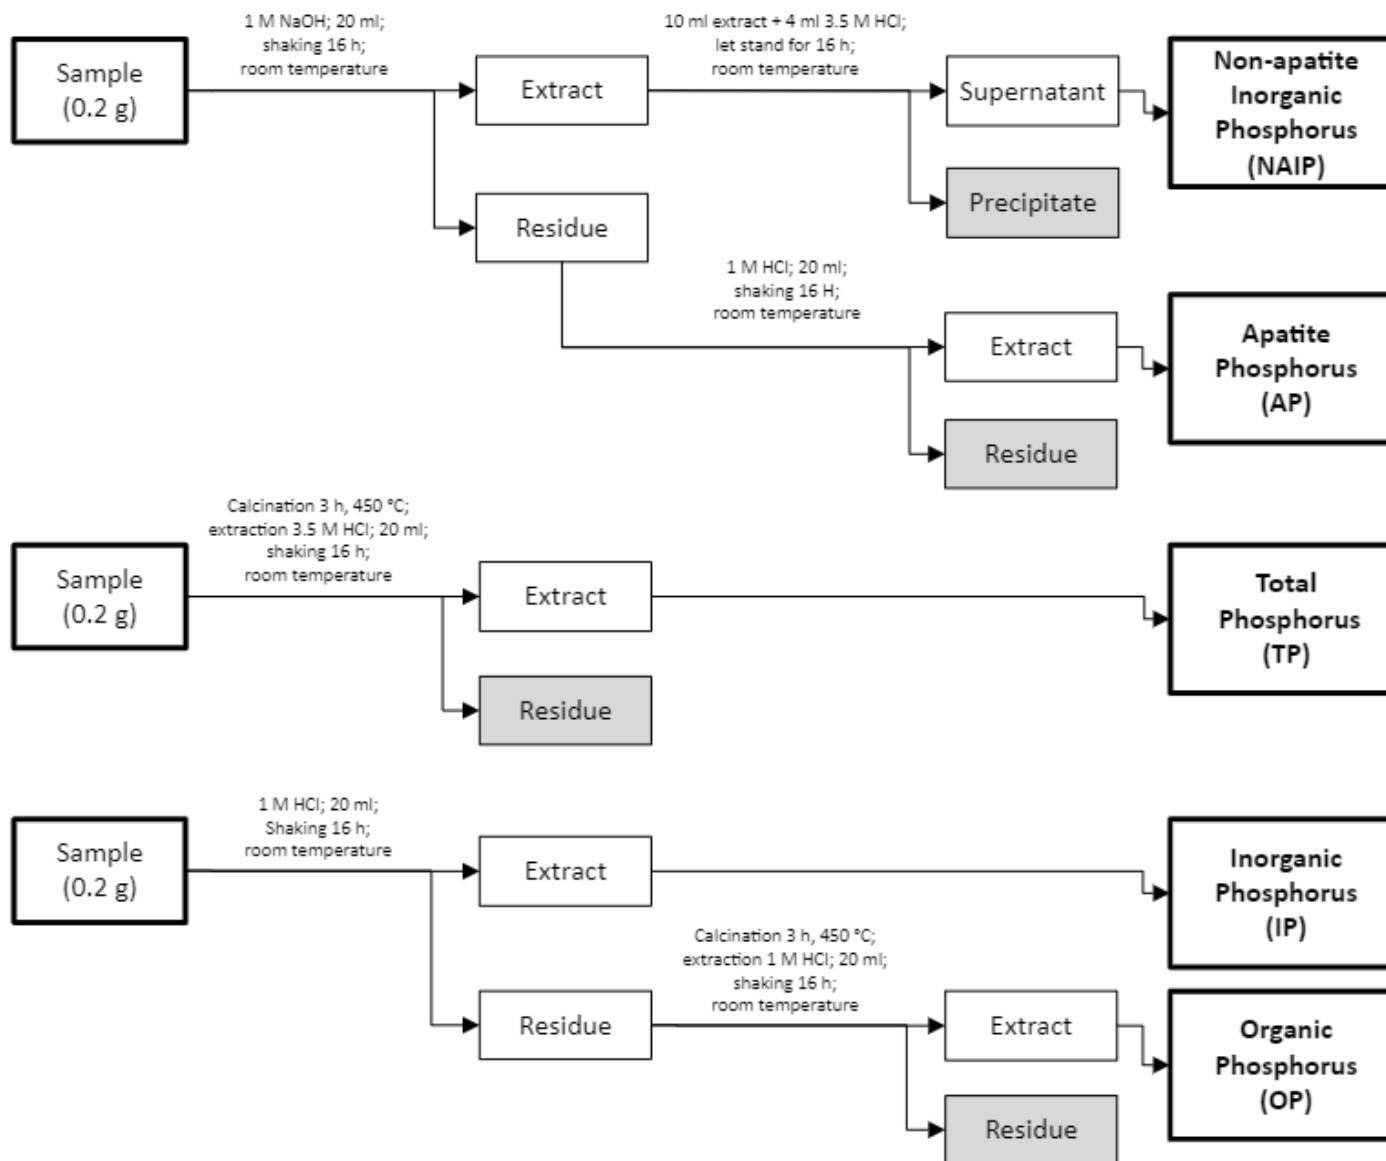 1 M NaOH; 20 ml;
shaking 16 h;
room temperature
10 ml extract + 4 ml 3.5 M HCl;
let stand for 16 h;
room temperature
Sample
(0.2 g)
Extract
Supernatant
Non-apatite
Inorganic
Phosphorus
(NAIP)
Precipitate
Residue
1 M HCl; 20 ml;
shaking 16 H;
room temperature
Extract
Apatite
Phosphorus
(AP)
Residue
Calcination 3 h, 450 °C;
extraction 3.5 M HCl; 20 ml;
shaking 16 h;
room temperature
Sample
(0.2 g)
Extract
Total
Phosphorus
(TP)
Residue
1 M HCl; 20 ml;
Shaking 16 h;
room temperature
Sample
(0.2 g)
Extract
Inorganic
Phosphorus
(IP)
Calcination 3 h, 450 °C;
extraction 1 M HCl; 20 ml;
shaking 16 h;
room temperature
Residue
Extract
Organic
Phosphorus
(OP)
Residue